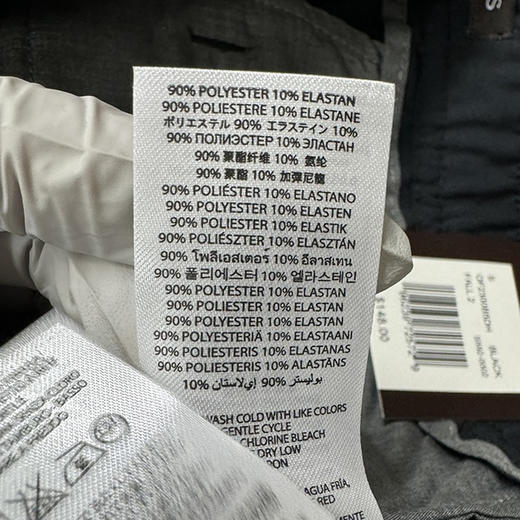 90% POLYESTER 10% ELASTAN
90% POLIESTERE 10% ELASTANE
ポリエステル 90% エラステイン 10%
90% ПОЛИЭСТЕР 10% ЭЛАСТАН
90% 聚酯纤维 10% 氨纶
90% 聚酯 10% 加彈尼龍
90% POLIÉSTER 10% ELASTANO
90% POLYESTER 10% ELASTEN
90% POLYESTER 10% ELASTIK
90% POLIÉSZTER 10% ELASZTÁN
90% โพลีเอสเตอร์ 10% อีลาสเทน
90% 폴리에스터 10% 엘라스테인
90% POLYESTER 10% ELASTAN
90% POLYESTER 10% ELASTAN
90% POLYESTERIÄ 10% ELASTAANI
90% POLIESTERIS 10% ELASTANAS
90% POLIESTERIS 10% ALASTĀNS
بوليستر 90% إي‍لاستان 10%
WASH COLD WITH LIKE COLORS
GENTLE CYCLE
CHLORINE BLEACH
DRY LOW
AGUA FRÍA,
RED
S
BLACK
FALL 2
$148.00